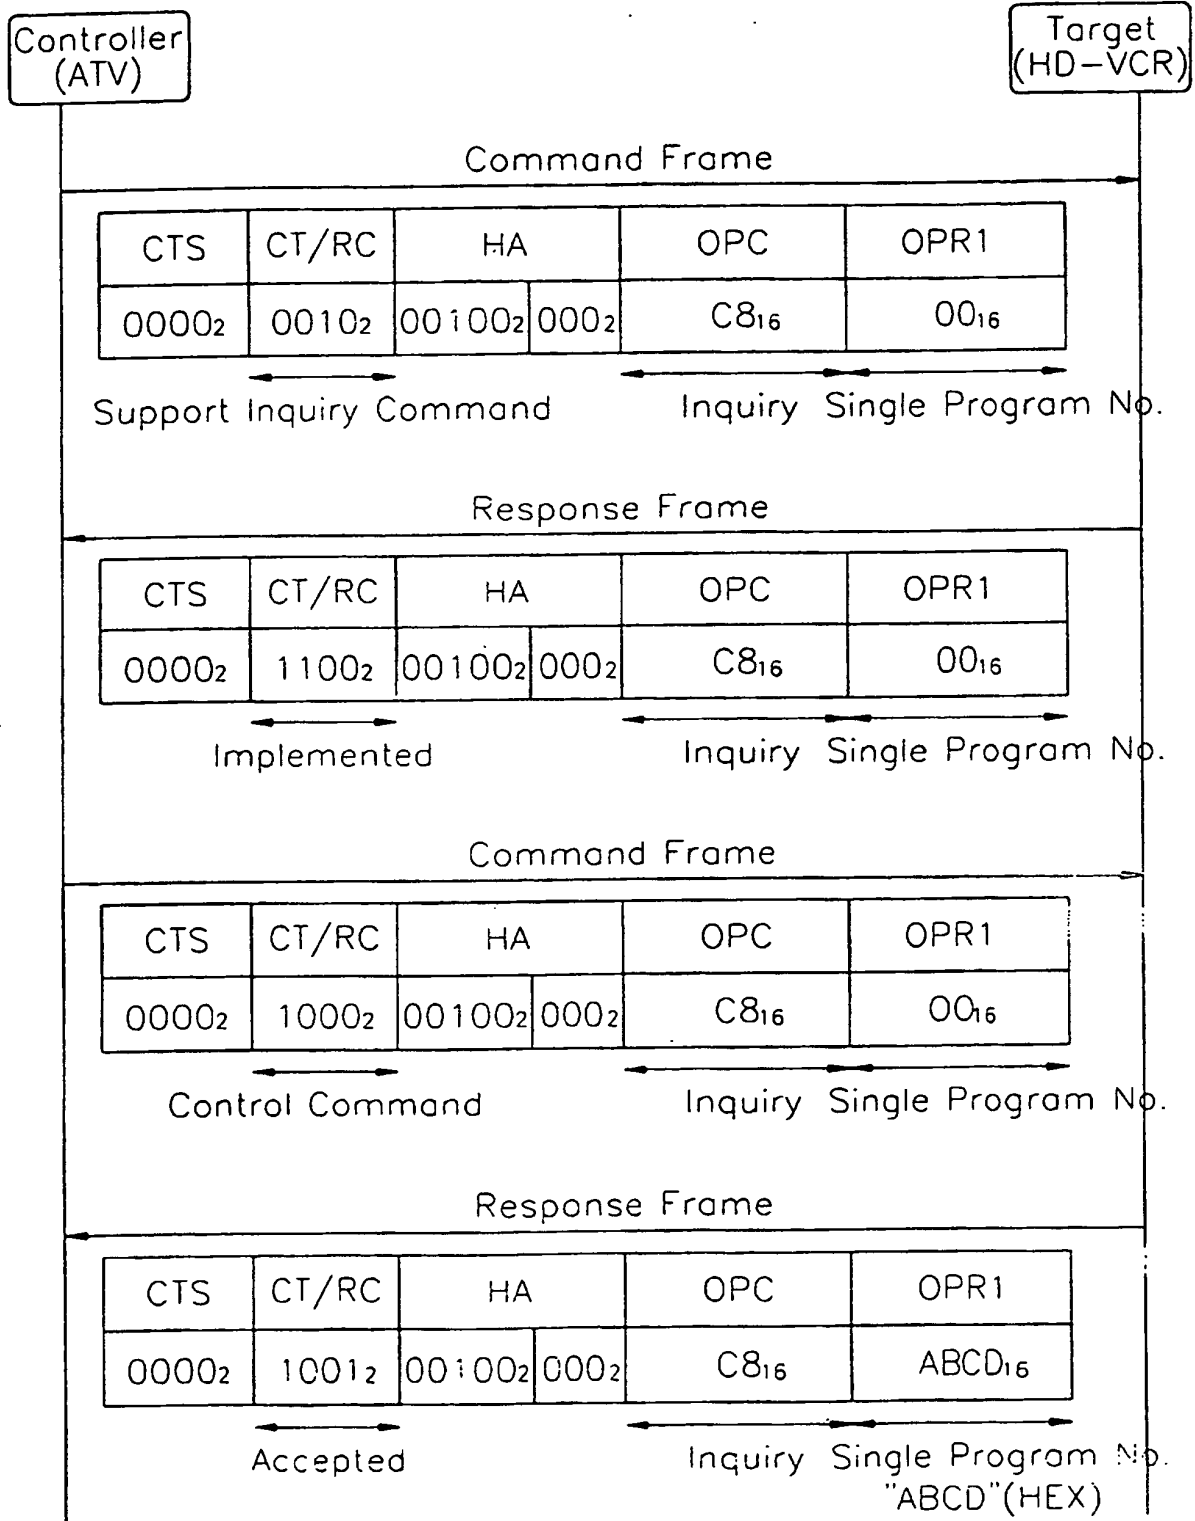 Controller
(ATV)
Target
(HD-VCR)
Command Frame
CTS CT/RC HA OPC OPR1
0000₂ 0010₂ 00100₂ 000₂ C8₁₆ 00₁₆
Support Inquiry Command Inquiry Single Program No.
Response Frame
CTS CT/RC HA OPC OPR1
0000₂ 1100₂ 00100₂ 000₂ C8₁₆ 00₁₆
Implemented Inquiry Single Program No.
Command Frame
CTS CT/RC HA OPC OPR1
0000₂ 1000₂ 00100₂ 000₂ C8₁₆ 00₁₆
Control Command Inquiry Single Program No.
Response Frame
CTS CT/RC HA OPC OPR1
0000₂ 1001₂ 00100₂ 000₂ C8₁₆ ABCD₁₆
Accepted Inquiry Single Program No.
"ABCD"(HEX)